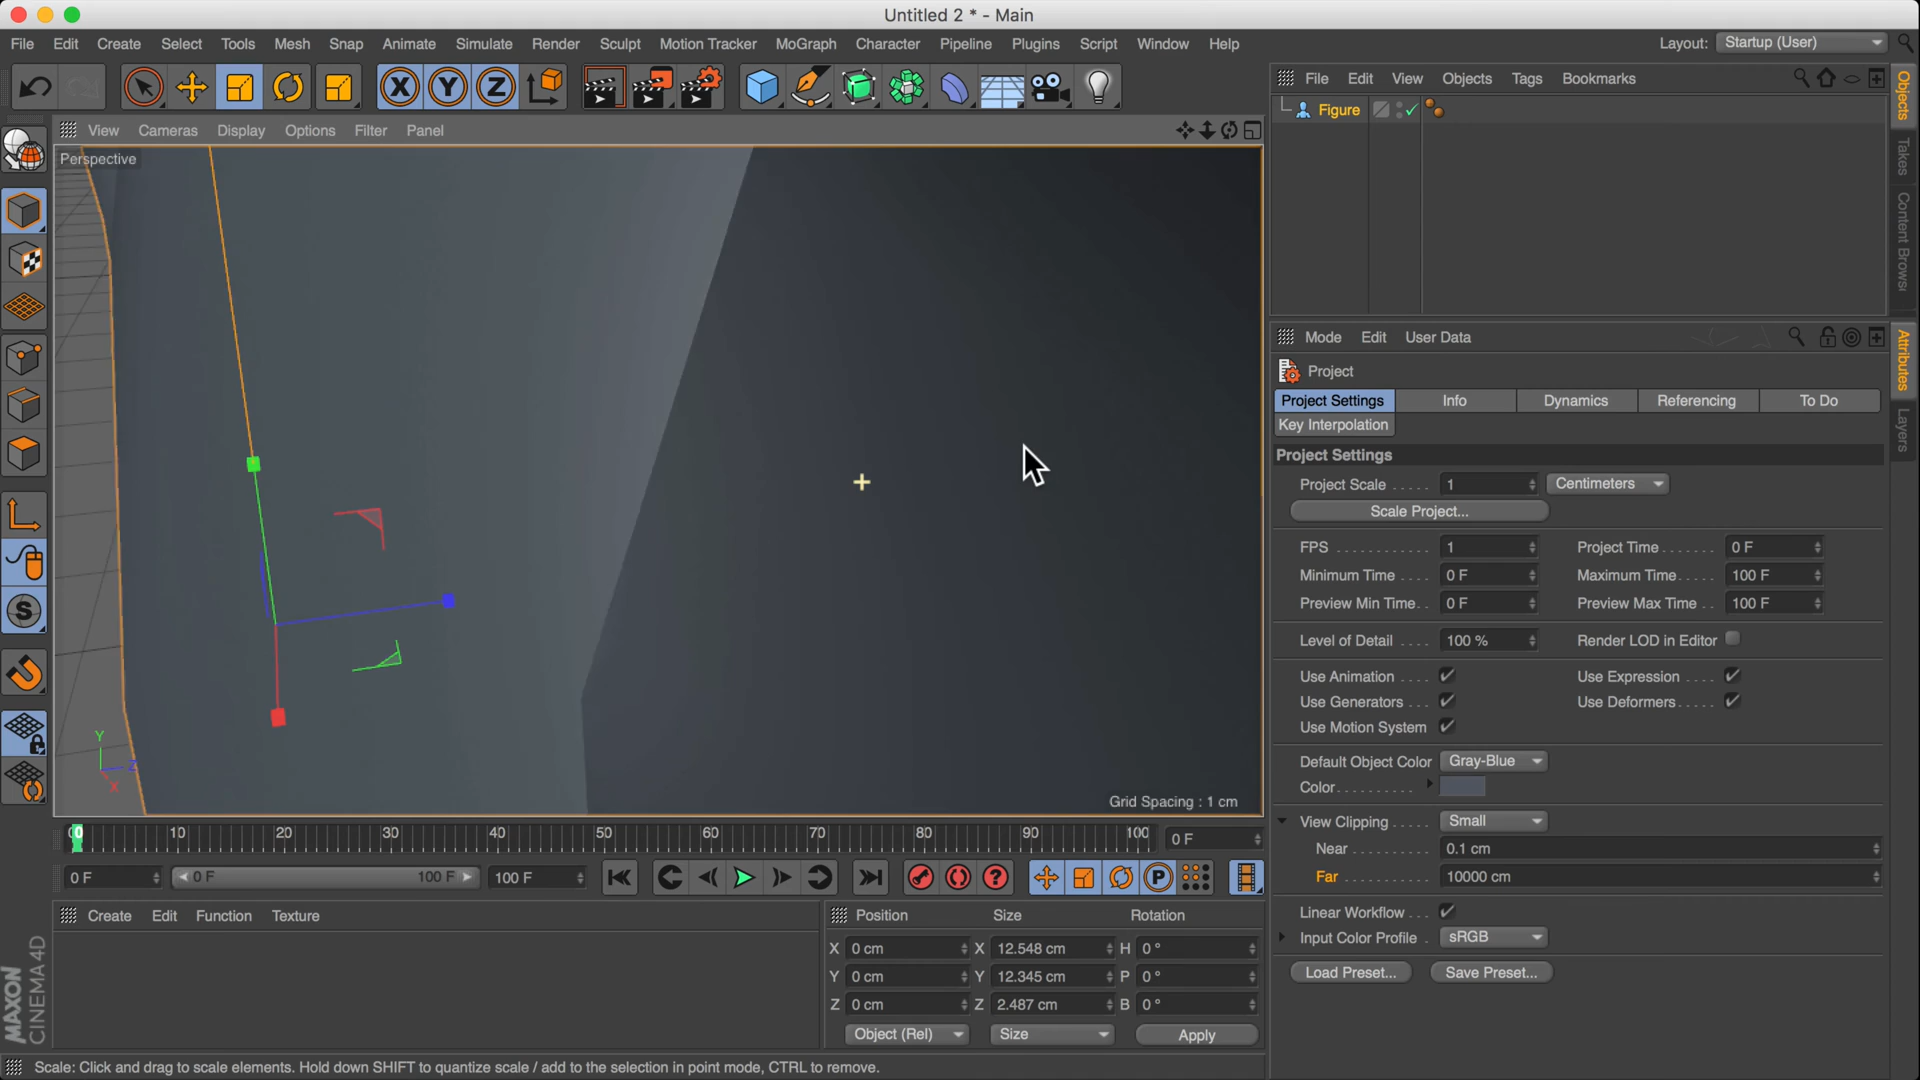 Untitled 2 * - Main
File Edit Create Select Tools Mesh Snap Animate Simulate Render Sculpt Motion Tracker MoGraph Character Pipeline Plugins Script Window Help
Layout: Startup (User)
X Y Z
File Edit View Objects Tags Bookmarks
Figure
View Cameras Display Options Filter Panel
Perspective
Objects
Takes
Content Browser
Mode Edit User Data
Attributes
Layers
Project
Project Settings Info Dynamics Referencing To Do
Key Interpolation
Project Settings
Project Scale ..... 1 Centimeters
Scale Project...
FPS ............ 1 Project Time ....... 0 F
Minimum Time .... 0 F Maximum Time ..... 100 F
Preview Min Time . . 0 F Preview Max Time . . 100 F
Level of Detail .... 100 % Render LOD in Editor
Use Animation .... Use Expression ....
Use Generators ... Use Deformers .....
Use Motion System
Default Object Color Gray-Blue
Color..........
View Clipping ..... Small
Near ......... 0.1 cm
Far .......... 10000 cm
Linear Workflow ...
Input Color Profile . sRGB
Load Preset... Save Preset...
S
Y
Z
X
Grid Spacing : 1 cm
0 10 20 30 40 50 60 70 80 90 100 0 F
0 F 0 F 100 F 100 F
? P
Create Edit Function Texture
Position Size Rotation
X 0 cm X 12.548 cm H 0 °
Y 0 cm Y 12.345 cm P 0 °
Z 0 cm Z 2.487 cm B 0 °
Object (Rel) Size Apply
MAXON
CINEMA 4D
Scale: Click and drag to scale elements. Hold down SHIFT to quantize scale / add to the selection in point mode, CTRL to remove.